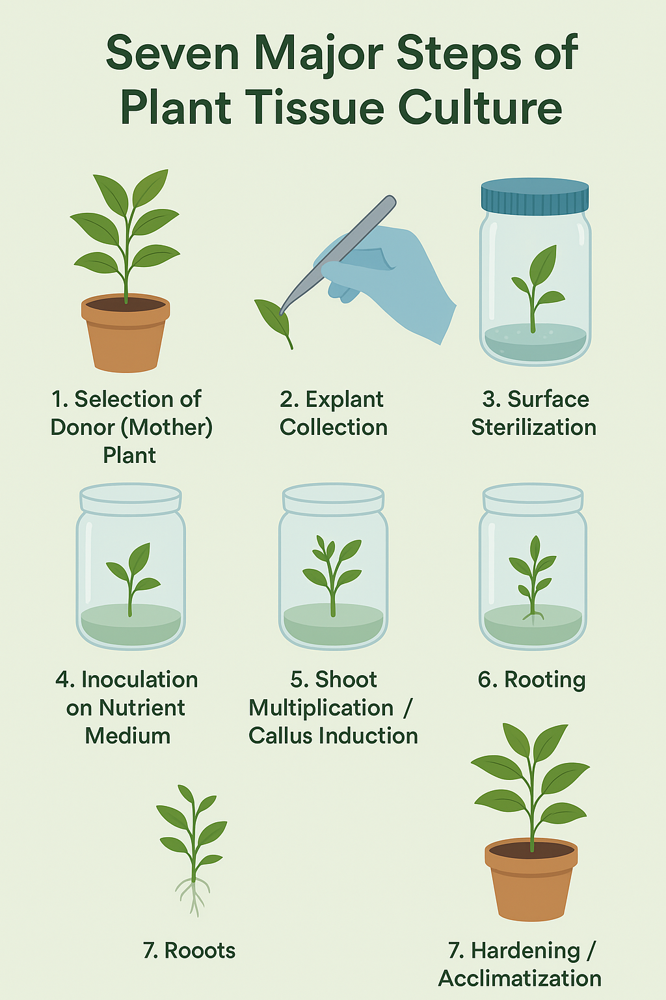 Seven Major Steps of
Plant Tissue Culture
1. Selection of
Donor (Mother)
Plant
2. Explant
Collection
3. Surface
Sterilization
4. Inoculation
on Nutrient
Medium
5. Shoot
Multiplication /
Callus Induction
6. Rooting
7. Rooots
7. Hardening /
Acclimatization